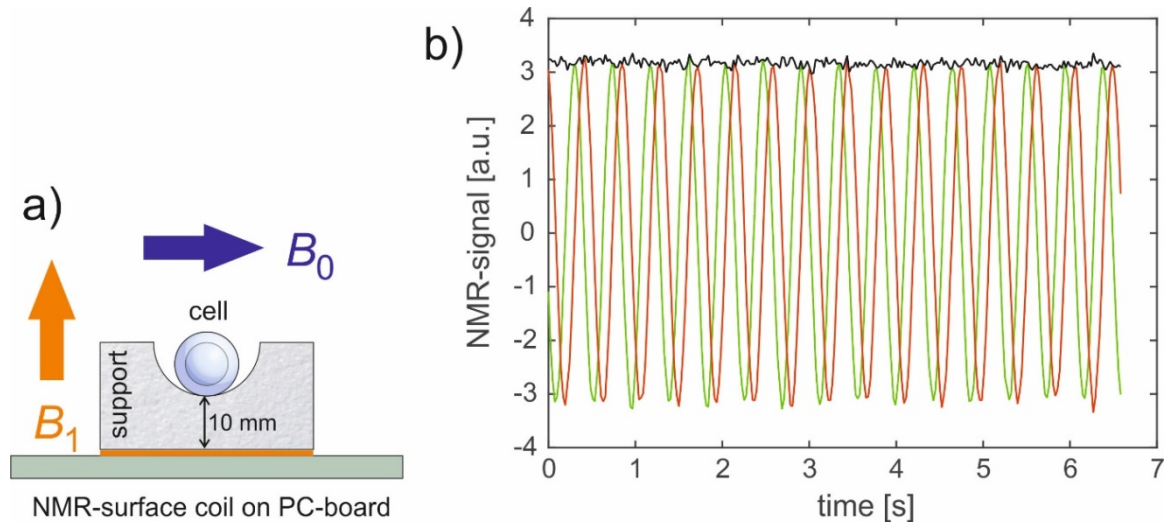 a)
B0
B1
cell
support
10 mm
NMR-surface coil on PC-board
b)
NMR-signal [a.u.]
4
3
2
1
0
-1
-2
-3
-4
0 1 2 3 4 5 6 7
time [s]